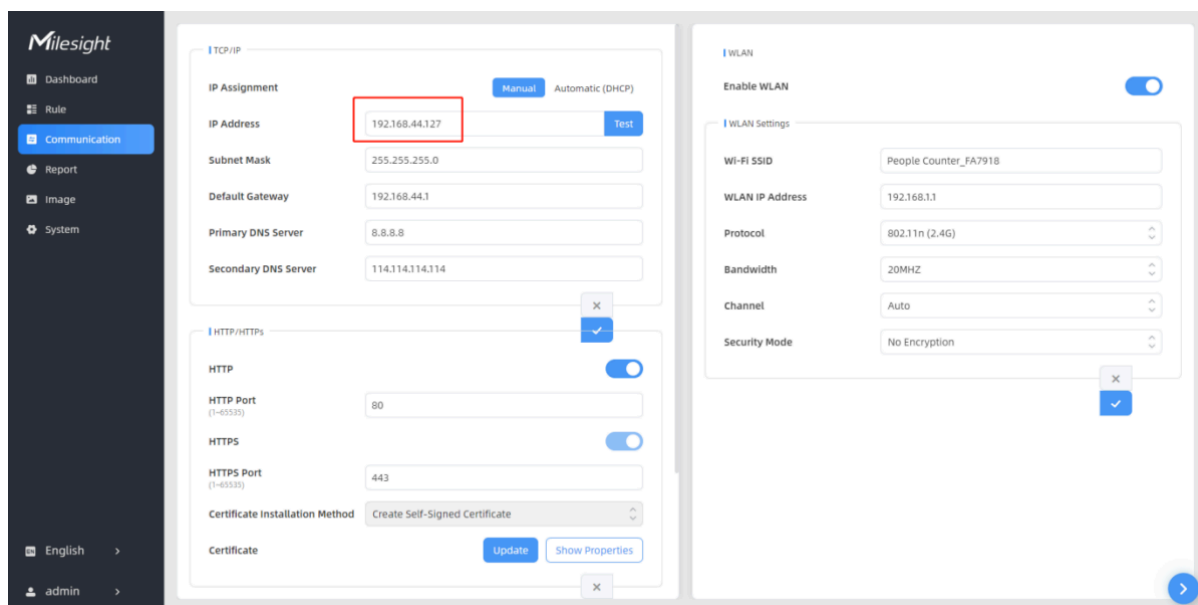 Milesight
Dashboard
Rule
Communication
Report
Image
System
EN English >
admin >
TCP/IP
IP Assignment Manual Automatic (DHCP)
IP Address 192.168.44.127 Test
Subnet Mask 255.255.255.0
Default Gateway 192.168.44.1
Primary DNS Server 8.8.8.8
Secondary DNS Server 114.114.114.114
HTTP/HTTPs
HTTP
HTTP Port 80
(1~65535)
HTTPS
HTTPS Port 443
(1~65535)
Certificate Installation Method Create Self-Signed Certificate
Certificate Update Show Properties
WLAN
Enable WLAN
WLAN Settings
Wi-Fi SSID People Counter_FA7918
WLAN IP Address 192.168.1.1
Protocol 802.11n (2.4G)
Bandwidth 20MHZ
Channel Auto
Security Mode No Encryption